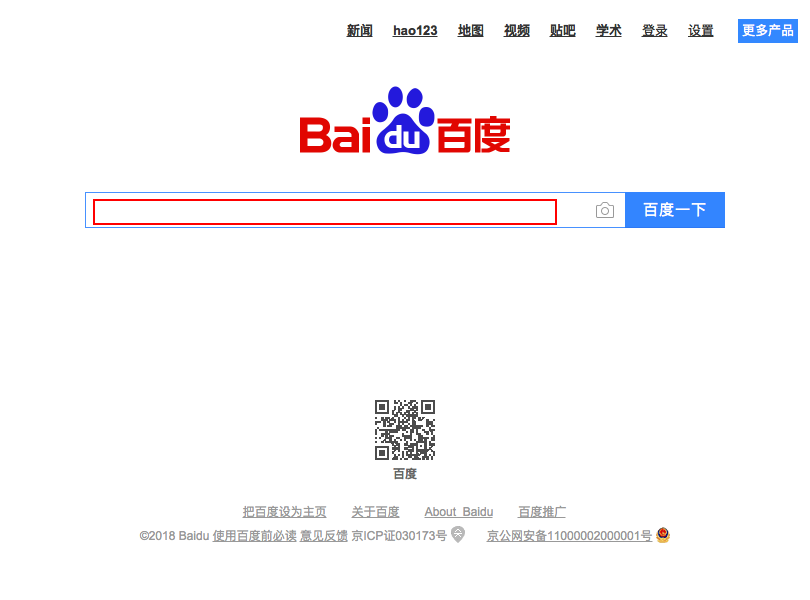 新闻 hao123 地图 视频 贴吧 学术 登录 设置 更多产品
Bai du 百度
百度一下
百度
把百度设为主页 关于百度 About Baidu 百度推广
©2018 Baidu 使用百度前必读 意见反馈 京ICP证030173号 京公网安备11000002000001号